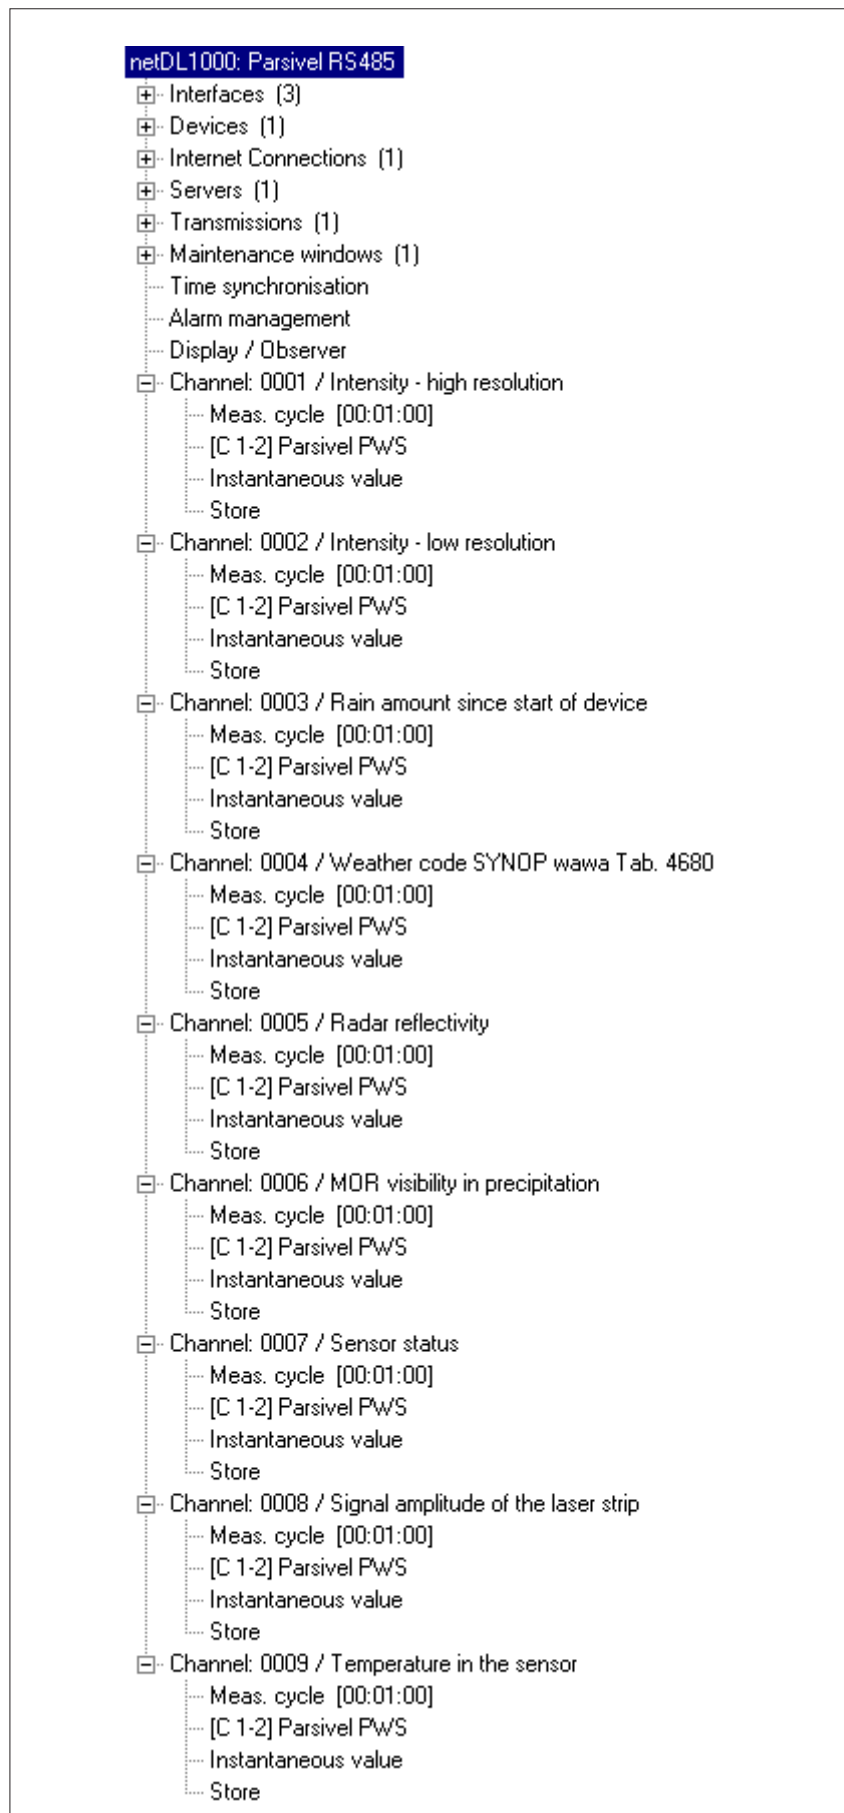 netDL1000: Parsivel RS485
Interfaces (3)
Devices (1)
Internet Connections (1)
Servers (1)
Transmissions (1)
Maintenance windows (1)
Time synchronisation
Alarm management
Display / Observer
Channel: 0001 / Intensity - high resolution
Meas. cycle [00:01:00]
[C 1-2] Parsivel PWS
Instantaneous value
Store
Channel: 0002 / Intensity - low resolution
Meas. cycle [00:01:00]
[C 1-2] Parsivel PWS
Instantaneous value
Store
Channel: 0003 / Rain amount since start of device
Meas. cycle [00:01:00]
[C 1-2] Parsivel PWS
Instantaneous value
Store
Channel: 0004 / Weather code SYNOP wawa Tab. 4680
Meas. cycle [00:01:00]
[C 1-2] Parsivel PWS
Instantaneous value
Store
Channel: 0005 / Radar reflectivity
Meas. cycle [00:01:00]
[C 1-2] Parsivel PWS
Instantaneous value
Store
Channel: 0006 / MOR visibility in precipitation
Meas. cycle [00:01:00]
[C 1-2] Parsivel PWS
Instantaneous value
Store
Channel: 0007 / Sensor status
Meas. cycle [00:01:00]
[C 1-2] Parsivel PWS
Instantaneous value
Store
Channel: 0008 / Signal amplitude of the laser strip
Meas. cycle [00:01:00]
[C 1-2] Parsivel PWS
Instantaneous value
Store
Channel: 0009 / Temperature in the sensor
Meas. cycle [00:01:00]
[C 1-2] Parsivel PWS
Instantaneous value
Store